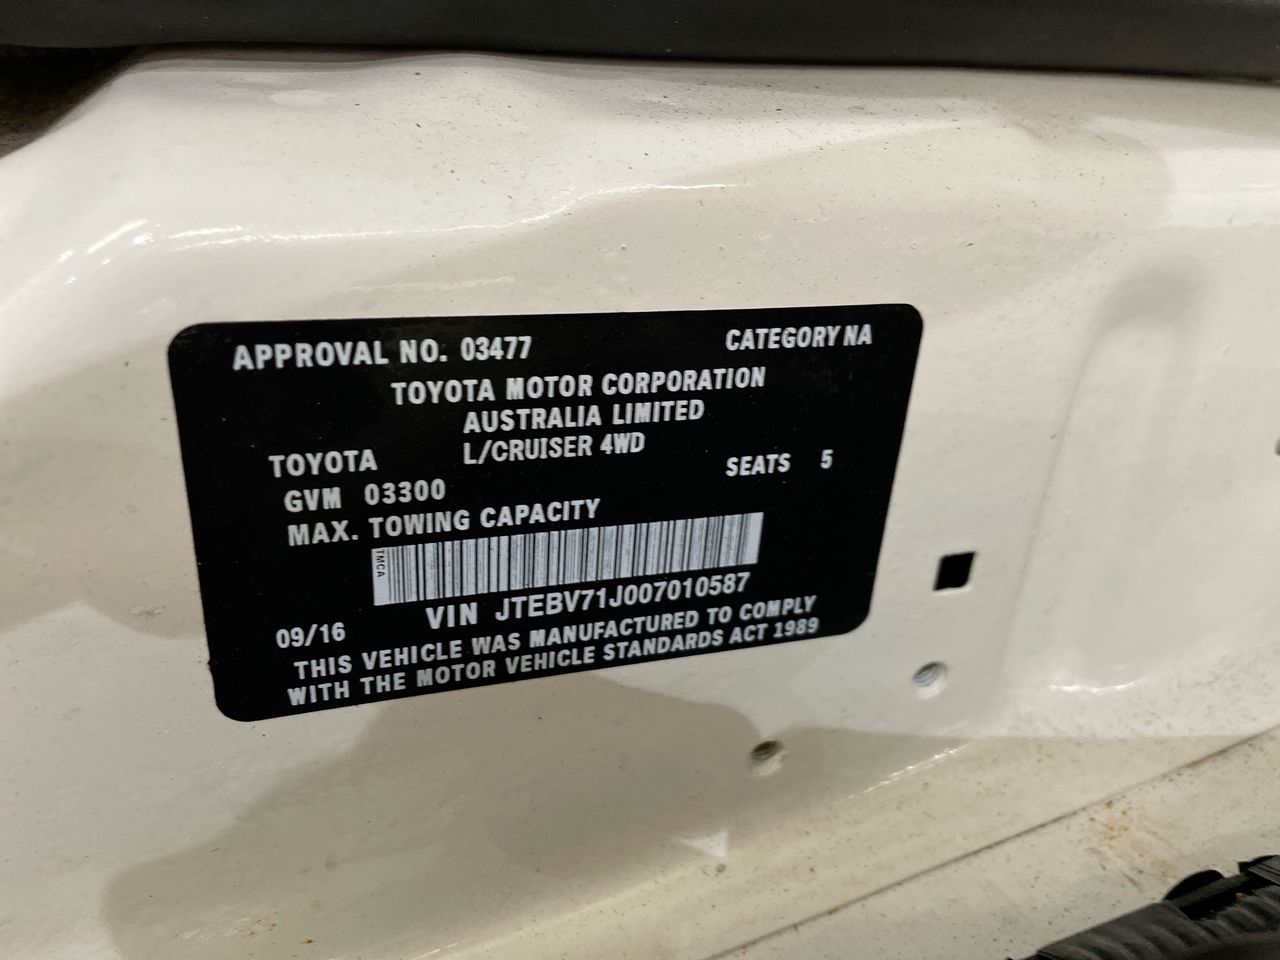 APPROVAL NO. 03477 CATEGORY NA
TOYOTA MOTOR CORPORATION
AUSTRALIA LIMITED
TOYOTA L/CRUISER 4WD
GVM 03300 SEATS 5
MAX. TOWING CAPACITY
TMCA
VIN JTEBV71J007010587
09/16
THIS VEHICLE WAS MANUFACTURED TO COMPLY
WITH THE MOTOR VEHICLE STANDARDS ACT 1989